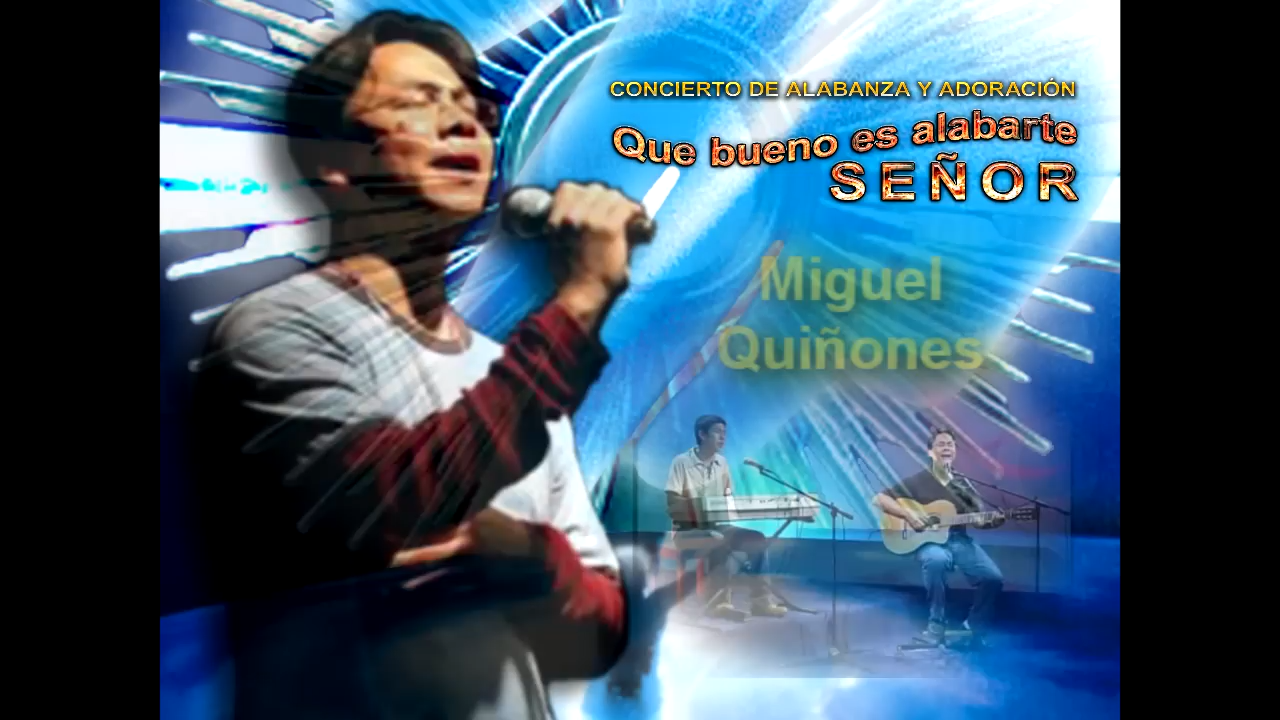 CONCIERTO DE ALABANZA Y ADORACIÓN
Que bueno es alabarte
SEÑOR
Miguel
Quiñones